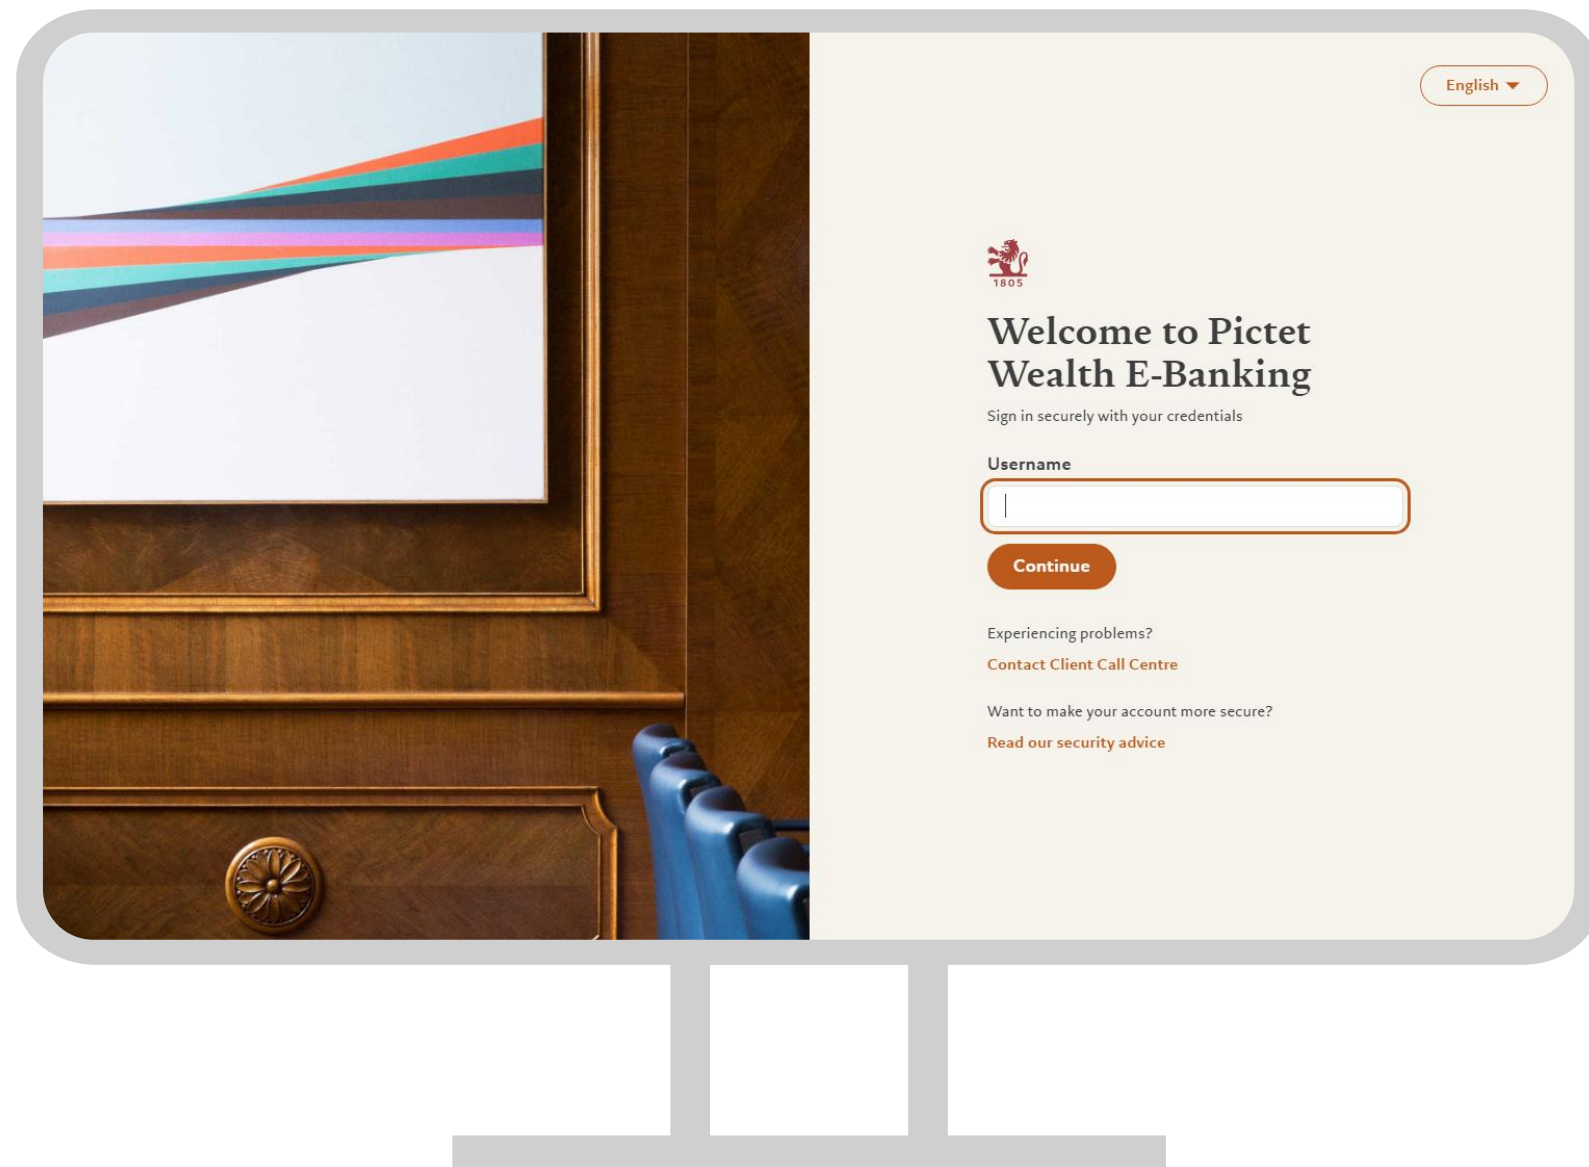 English
1805
Welcome to Pictet
Wealth E-Banking
Sign in securely with your credentials
Username
Continue
Experiencing problems?
Contact Client Call Centre
Want to make your account more secure?
Read our security advice